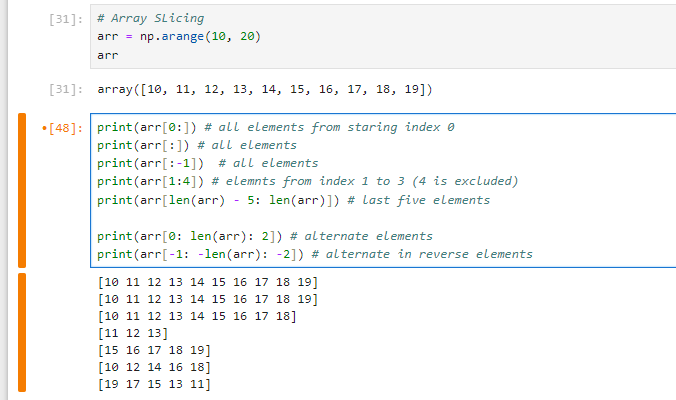 [31]: # Array SLicing
arr = np.arange(10, 20)
arr
[31]: array([10, 11, 12, 13, 14, 15, 16, 17, 18, 19])
•[48]: print(arr[0:]) # all elements from staring index 0
print(arr[:]) # all elements
print(arr[:-1])  # all elements
print(arr[1:4]) # elemnts from index 1 to 3 (4 is excluded)
print(arr[len(arr) - 5: len(arr)]) # last five elements
print(arr[0: len(arr): 2]) # alternate elements
print(arr[-1: -len(arr): -2]) # alternate in reverse elements
[10 11 12 13 14 15 16 17 18 19]
[10 11 12 13 14 15 16 17 18 19]
[10 11 12 13 14 15 16 17 18]
[11 12 13]
[15 16 17 18 19]
[10 12 14 16 18]
[19 17 15 13 11]